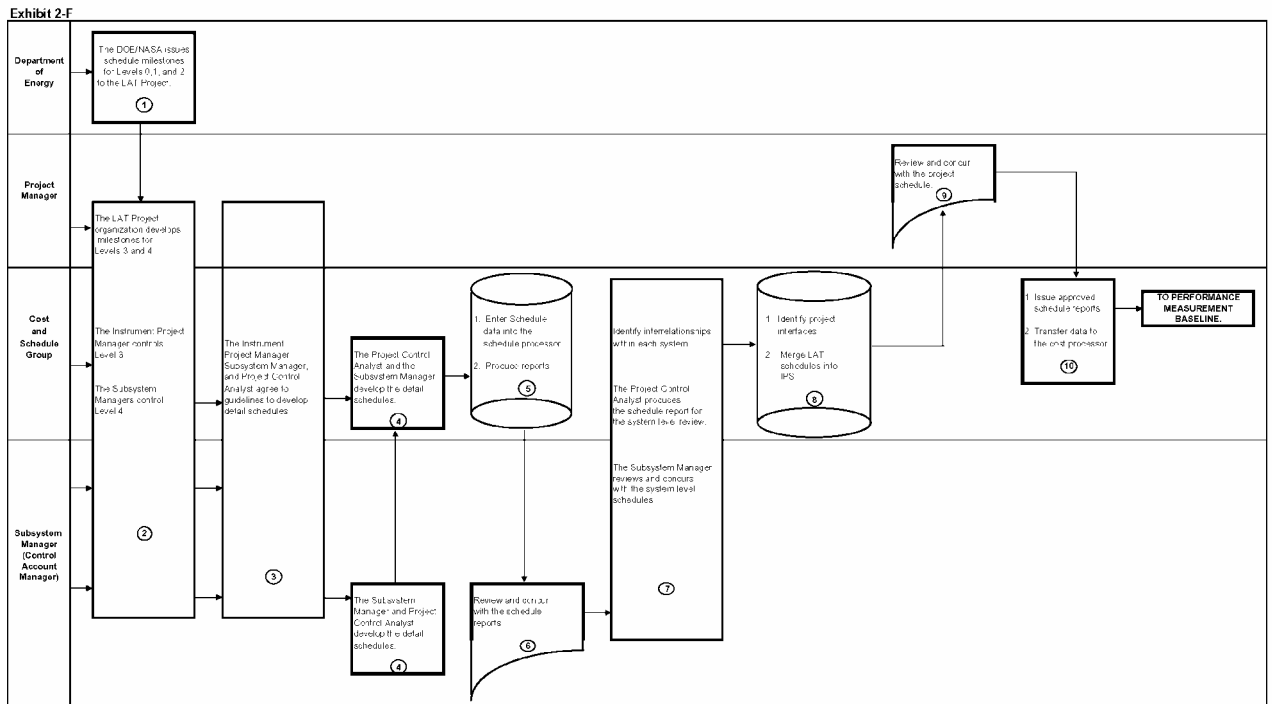 Exhibit 2-F
Department
of
Energy
The DOE/NASA issues
schedule milestones
for Levels 0,1, and 2
to the LAT Project.
1
Project
Manager
The LAT Project
organization develops
milestones for
Levels 3 and 4
Review and concur
with the project
schedule.
9
Cost
and
Schedule
Group
The Instrument Project
Manager controls
Level 3
The Subsystem
Managers control
Level 4
2
The Instrument
Project Manager
Subsystem Manager,
and Project Control
Analyst agree to
guidelines to develop
detail schedules
3
The Project Control
Analyst and the
Subsystem Manager
develop the detail
schedules.
4
1. Enter Schedule
data into the
schedule processor
2. Produce reports
5
Identify interrelationships
within each system
The Project Control
Analyst produces
the schedule report for
the system level review.
The Subsystem Manager
reviews and concurs
with the system level
schedules
7
1 Identify project
interfaces
2 Merge LAT
schedules into
IPS
8
1 Issue approved
schedule reports
2 Transfer data to
the cost processor
10
TO PERFORMANCE
MEASUREMENT
BASELINE.
Subsystem
Manager
(Control
Account
Manager)
The Subsystem
Manager and Project
Control Analyst
develop the detail
schedules.
4
Review and concur
with the schedule
reports
6